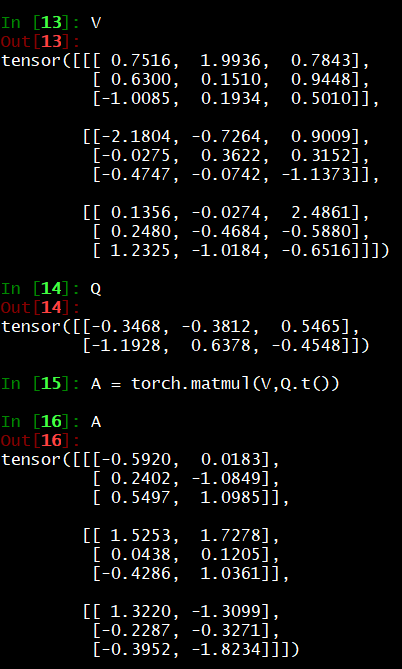 In [13]: V
Out[13]:
tensor([[[ 0.7516,  1.9936,  0.7843],
         [ 0.6300,  0.1510,  0.9448],
         [-1.0085,  0.1934,  0.5010]],
        [[-2.1804, -0.7264,  0.9009],
         [-0.0275,  0.3622,  0.3152],
         [-0.4747, -0.0742, -1.1373]],
        [[ 0.1356, -0.0274,  2.4861],
         [ 0.2480, -0.4684, -0.5880],
         [ 1.2325, -1.0184, -0.6516]]])
In [14]: Q
Out[14]:
tensor([[-0.3468, -0.3812,  0.5465],
        [-1.1928,  0.6378, -0.4548]])
In [15]: A = torch.matmul(V,Q.t())
In [16]: A
Out[16]:
tensor([[[-0.5920,  0.0183],
         [ 0.2402, -1.0849],
         [ 0.5497,  1.0985]],
        [[ 1.5253,  1.7278],
         [ 0.0438,  0.1205],
         [-0.4286,  1.0361]],
        [[ 1.3220, -1.3099],
         [-0.2287, -0.3271],
         [-0.3952, -1.8234]]])